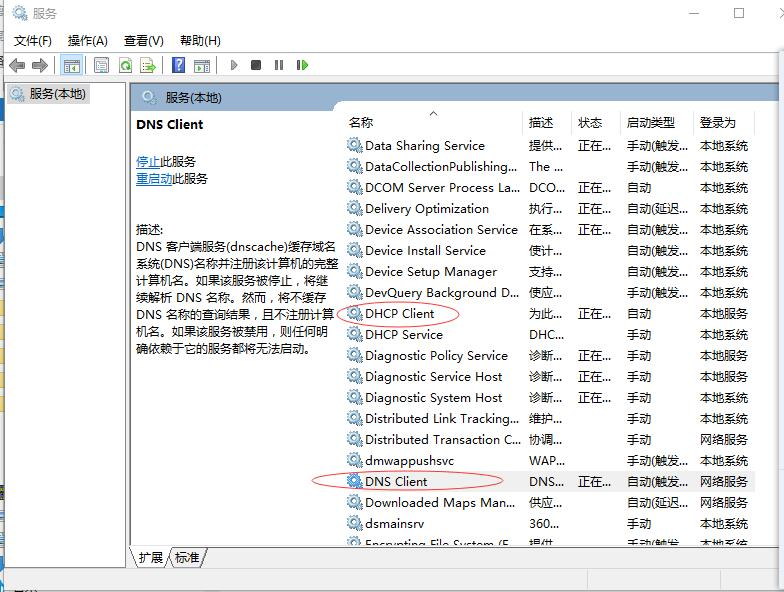 服务
文件(F) 操作(A) 查看(V) 帮助(H)
服务(本地)
服务(本地)
DNS Client
停止此服务
重启动此服务
描述:
DNS 客户端服务(dnscache)缓存域名
系统(DNS)名称并注册该计算机的完整
计算机名。如果该服务被停止，将继
续解析 DNS 名称。然而，将不缓存
DNS 名称的查询结果，且不注册计算
机名。如果该服务被禁用，则任何明
确依赖于它的服务都将无法启动。
名称 描述 状态 启动类型 登录为
Data Sharing Service 提供... 正在... 手动(触发... 本地系统
DataCollectionPublishing... The ... 手动(触发... 本地系统
DCOM Server Process La... DCO... 正在... 自动 本地系统
Delivery Optimization 执行... 正在... 自动(延迟... 本地系统
Device Association Service 在系... 正在... 自动(触发... 本地系统
Device Install Service 使计... 手动(触发... 本地系统
Device Setup Manager 支持... 手动(触发... 本地系统
DevQuery Background D... 使应... 手动(触发... 本地系统
DHCP Client 为此... 正在... 自动 本地服务
DHCP Service DHC... 手动 本地系统
Diagnostic Policy Service 诊断... 正在... 手动 本地服务
Diagnostic Service Host 诊断... 正在... 手动 本地服务
Diagnostic System Host 诊断... 正在... 手动 本地系统
Distributed Link Tracking... 维护... 手动 本地系统
Distributed Transaction C... 协调... 手动 网络服务
dmwappushsvc WAP... 手动(触发... 本地系统
DNS Client DNS... 正在... 自动(触发... 网络服务
Downloaded Maps Man... 供应... 自动(延迟... 网络服务
dsmainsrv 360... 手动 本地系统
Encrypting File System (E... 提供... 手动(触发... 本地系统
扩展 标准